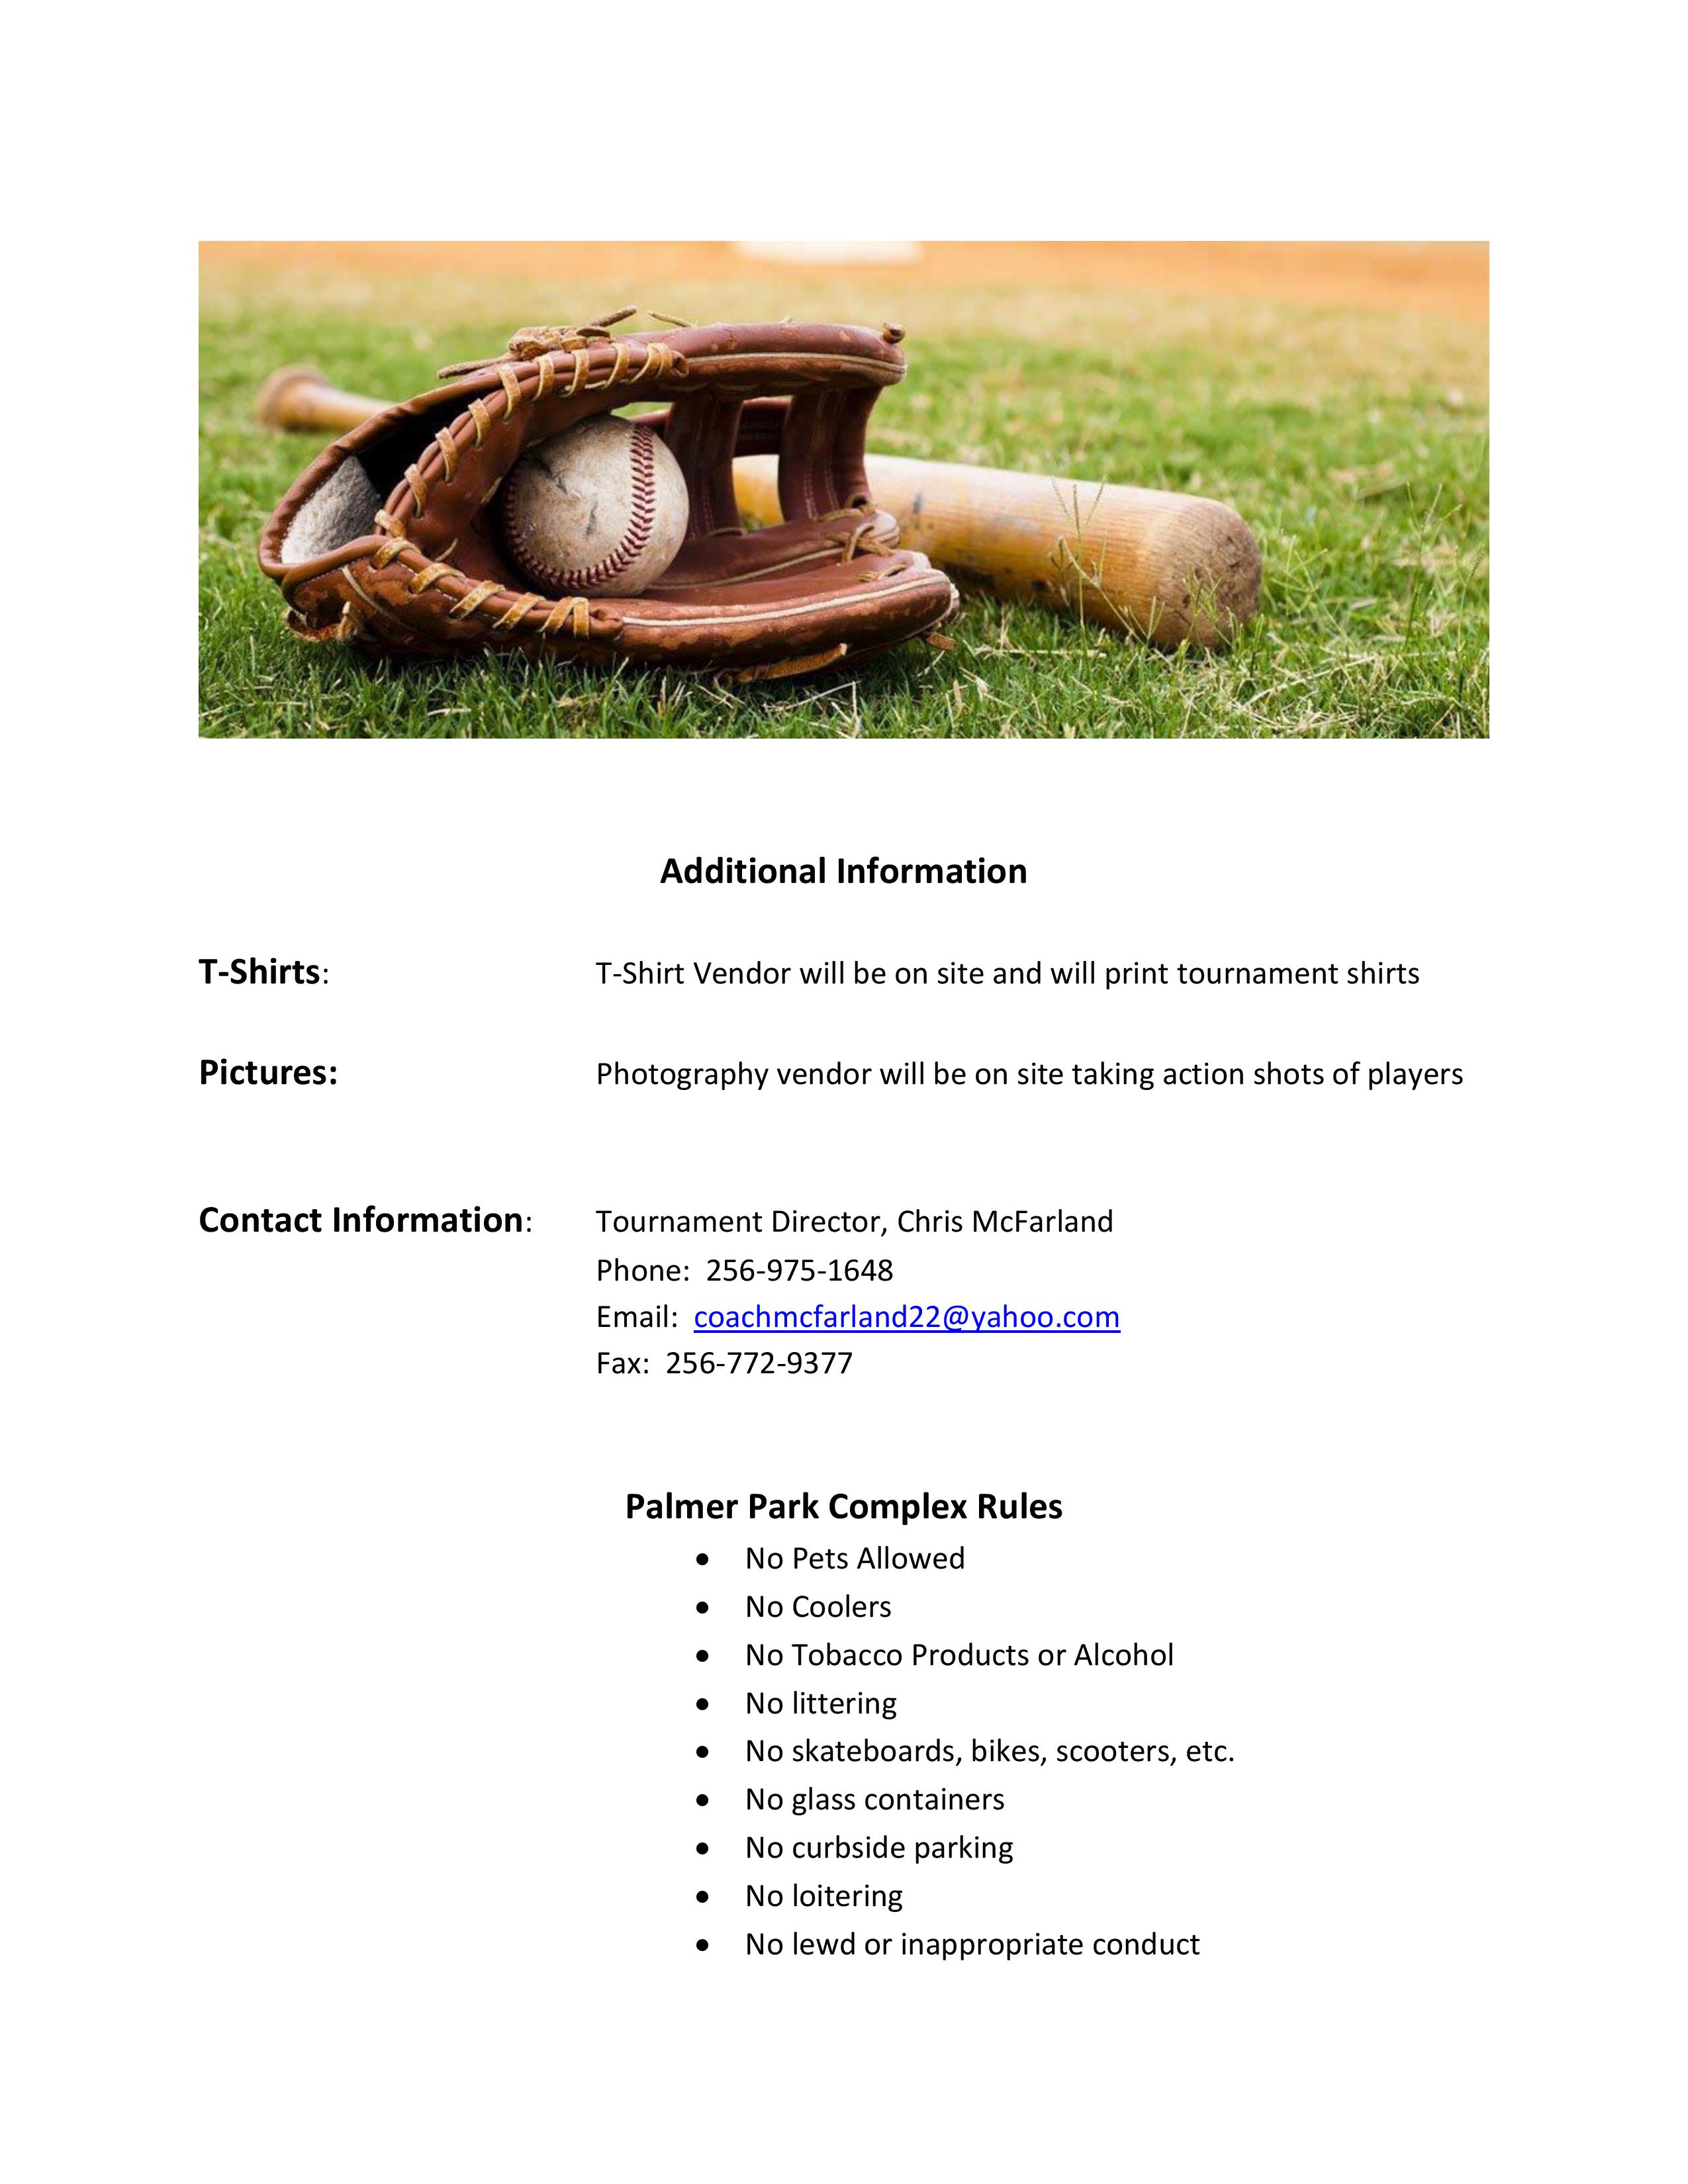 Additional Information
T-Shirts: T-Shirt Vendor will be on site and will print tournament shirts
Pictures: Photography vendor will be on site taking action shots of players
Contact Information: Tournament Director, Chris McFarland
Phone: 256-975-1648
Email: coachmcfarland22@yahoo.com
Fax: 256-772-9377
Palmer Park Complex Rules
• No Pets Allowed
• No Coolers
• No Tobacco Products or Alcohol
• No littering
• No skateboards, bikes, scooters, etc.
• No glass containers
• No curbside parking
• No loitering
• No lewd or inappropriate conduct